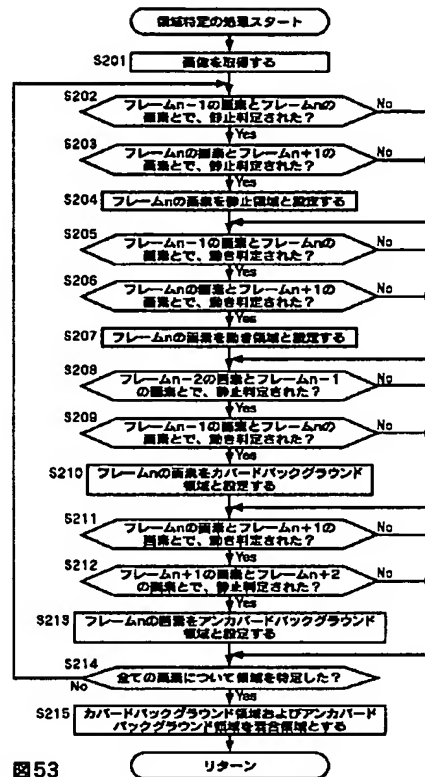 領域特定の処理スタート
S201
画像を取得する
S202
フレームn-1の画素とフレームnの
画素とで、静止判定された?
No
Yes
S203
フレームnの画素とフレームn+1の
画素とで、静止判定された?
No
Yes
S204
フレームnの画素を静止領域と設定する
S205
フレームn-1の画素とフレームnの
画素とで、動き判定された?
No
Yes
S206
フレームnの画素とフレームn+1の
画素とで、動き判定された?
No
Yes
S207
フレームnの画素を動き領域と設定する
S208
フレームn-2の画素とフレームn-1
の画素とで、静止判定された?
No
Yes
S209
フレームn-1の画素とフレームnの
画素とで、動き判定された?
No
Yes
S210
フレームnの画素をカバードバックグラウンド
領域と設定する
S211
フレームnの画素とフレームn+1の
画素とで、動き判定された?
No
Yes
S212
フレームn+1の画素とフレームn+2
の画素とで、静止判定された?
No
Yes
S213
フレームnの画素をアンカバードバックグラウンド
領域と設定する
S214
全ての画素について領域を特定した?
No
Yes
S215
カバードバックグラウンド領域およびアンカバード
バックグラウンド領域を混合領域とする
リターン
図53